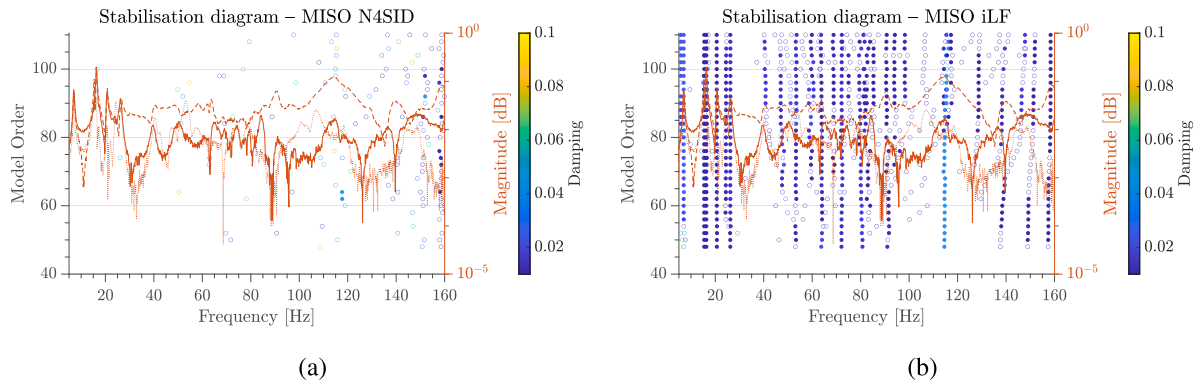 Stabilisation diagram – MISO N4SID
100
80
60
40
Model Order
20 40 60 80 100 120 140 160
Frequency [Hz]
10^0
10^-5
Magnitude [dB]
0.1
0.08
0.06
0.04
0.02
Damping
(a)
Stabilisation diagram – MISO iLF
100
80
60
40
Model Order
20 40 60 80 100 120 140 160
Frequency [Hz]
10^0
10^-5
Magnitude [dB]
0.1
0.08
0.06
0.04
0.02
Damping
(b)